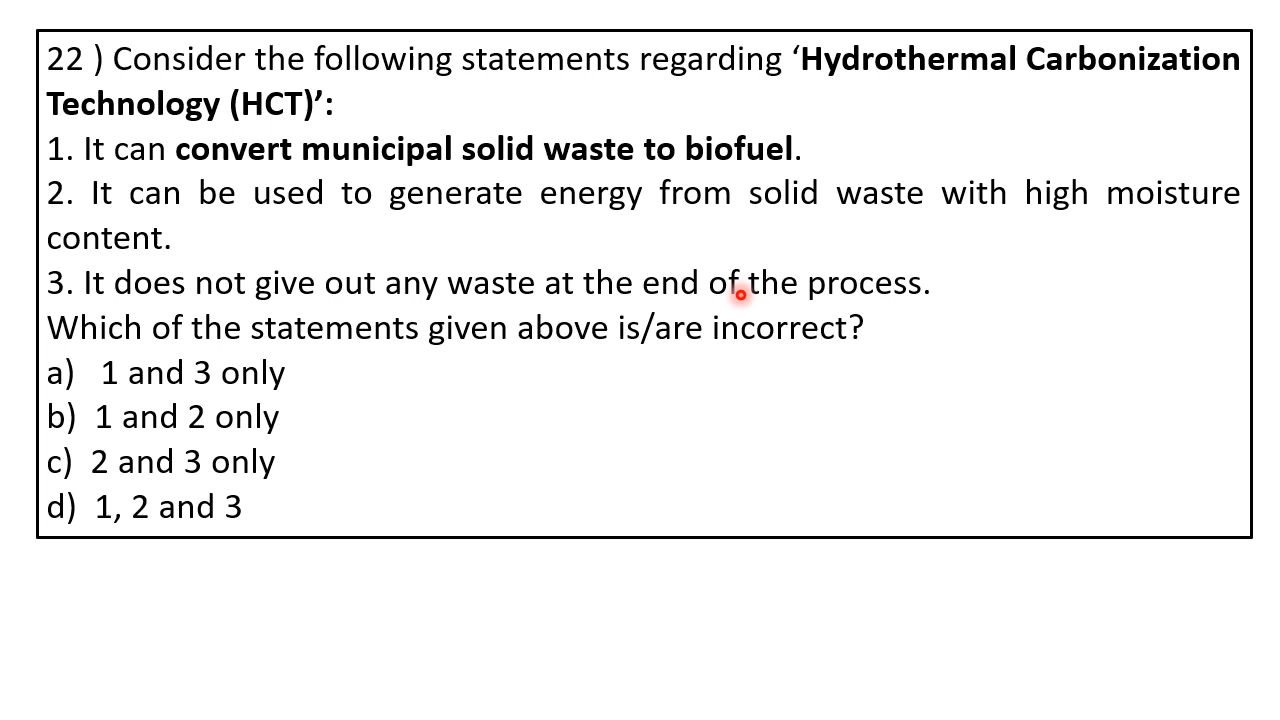 22 ) Consider the following statements regarding ‘Hydrothermal Carbonization
Technology (HCT)’:
1. It can convert municipal solid waste to biofuel.
2. It can be used to generate energy from solid waste with high moisture
content.
3. It does not give out any waste at the end of the process.
Which of the statements given above is/are incorrect?
a) 1 and 3 only
b) 1 and 2 only
c) 2 and 3 only
d) 1, 2 and 3